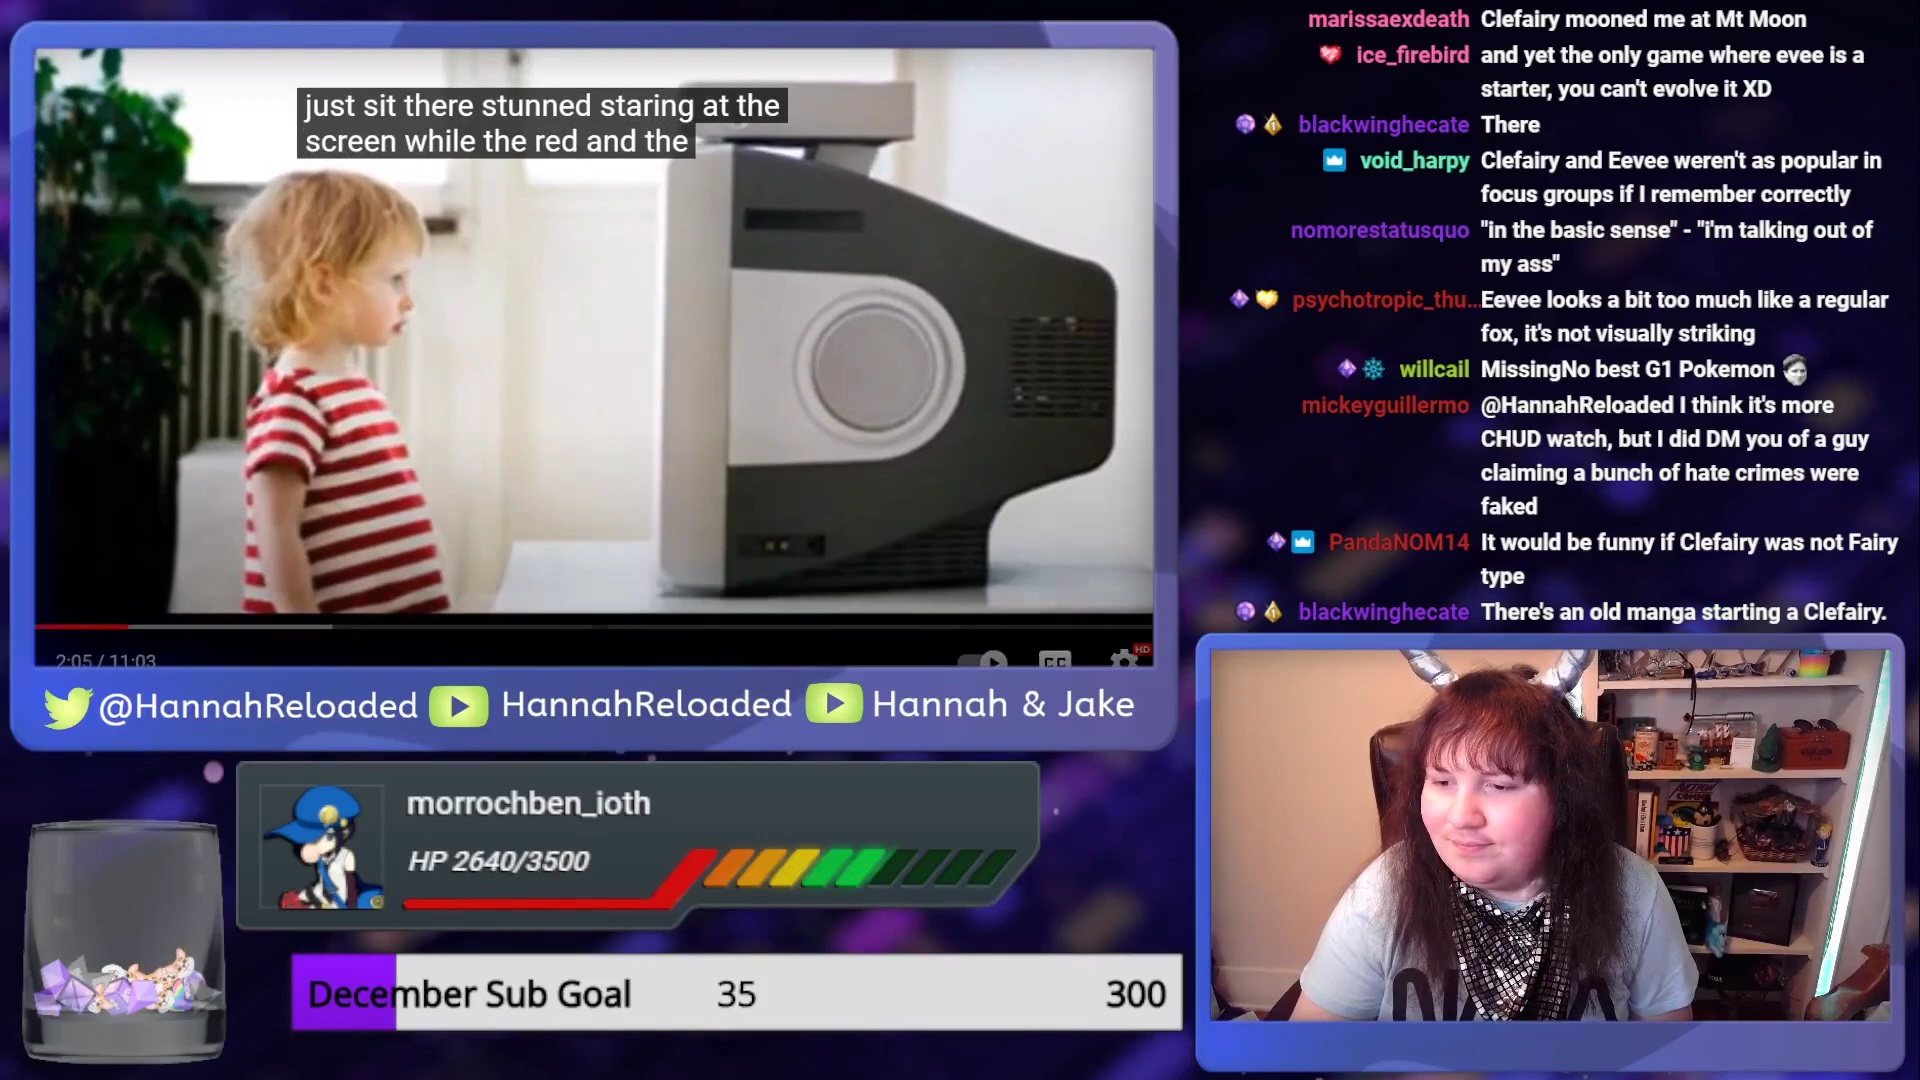 just sit there stunned staring at the
screen while the red and the
2:05 / 11:03
CC
HD
@HannahReloaded HannahReloaded Hannah & Jake
morrochben_ioth
HP 2640/3500
December Sub Goal 35 300
marissaexdeath Clefairy mooned me at Mt Moon
ice_firebird and yet the only game where evee is a
starter, you can't evolve it XD
blackwinghecate There
void_harpy Clefairy and Eevee weren't as popular in
focus groups if I remember correctly
nomorestatusquo "in the basic sense" - "i'm talking out of
my ass"
psychotropic_thu... Eevee looks a bit too much like a regular
fox, it's not visually striking
willcail MissingNo best G1 Pokemon
mickeyguillermo @HannahReloaded I think it's more
CHUD watch, but I did DM you of a guy
claiming a bunch of hate crimes were
faked
PandaNOM14 It would be funny if Clefairy was not Fairy
type
blackwinghecate There's an old manga starting a Clefairy.